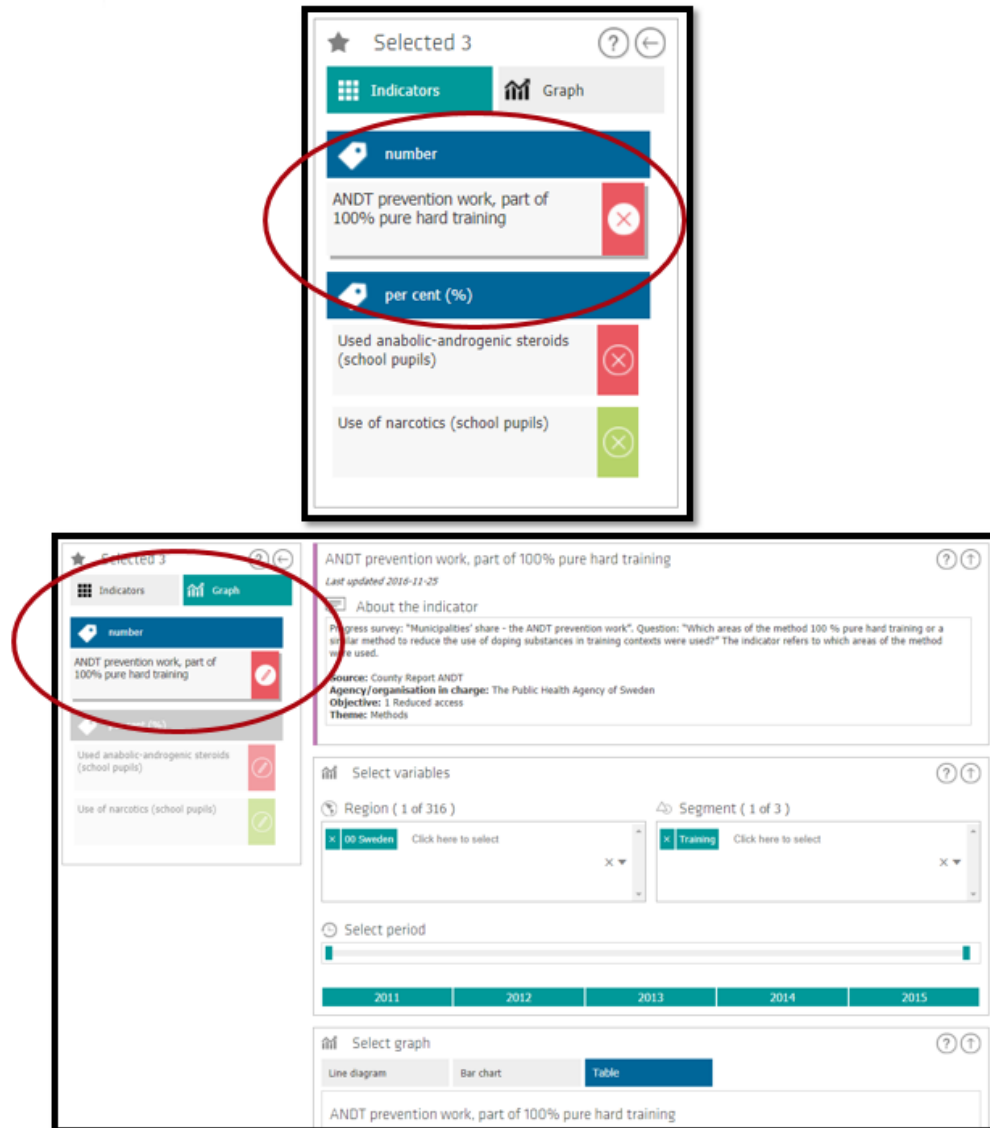 Selected 3
Indicators
Graph
number
ANDT prevention work, part of
100% pure hard training
per cent (%)
Used anabolic-androgenic steroids
(school pupils)
Use of narcotics (school pupils)
Selected 3
Indicators
Graph
number
ANDT prevention work, part of
100% pure hard training
per cent (%)
Used anabolic-androgenic steroids
(school pupils)
Use of narcotics (school pupils)
ANDT prevention work, part of 100% pure hard training
Last updated 2016-11-25
About the indicator
Progress survey: "Municipalities' share - the ANDT prevention work". Question: "Which areas of the method 100 % pure hard training or a
similar method to reduce the use of doping substances in training contexts were used?" The indicator refers to which areas of the method
were used.
Source: County Report ANDT
Agency/organisation in charge: The Public Health Agency of Sweden
Objective: 1 Reduced access
Theme: Methods
Select variables
Region ( 1 of 316 )
Segment ( 1 of 3 )
× 00 Sweden Click here to select
× Training Click here to select
Select period
2011 2012 2013 2014 2015
Select graph
Line diagram Bar chart Table
ANDT prevention work, part of 100% pure hard training